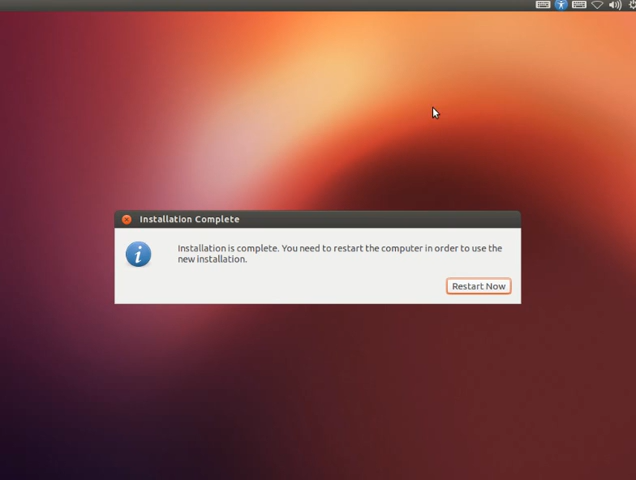 Installation Complete
Installation is complete. You need to restart the computer in order to use the
new installation.
Restart Now